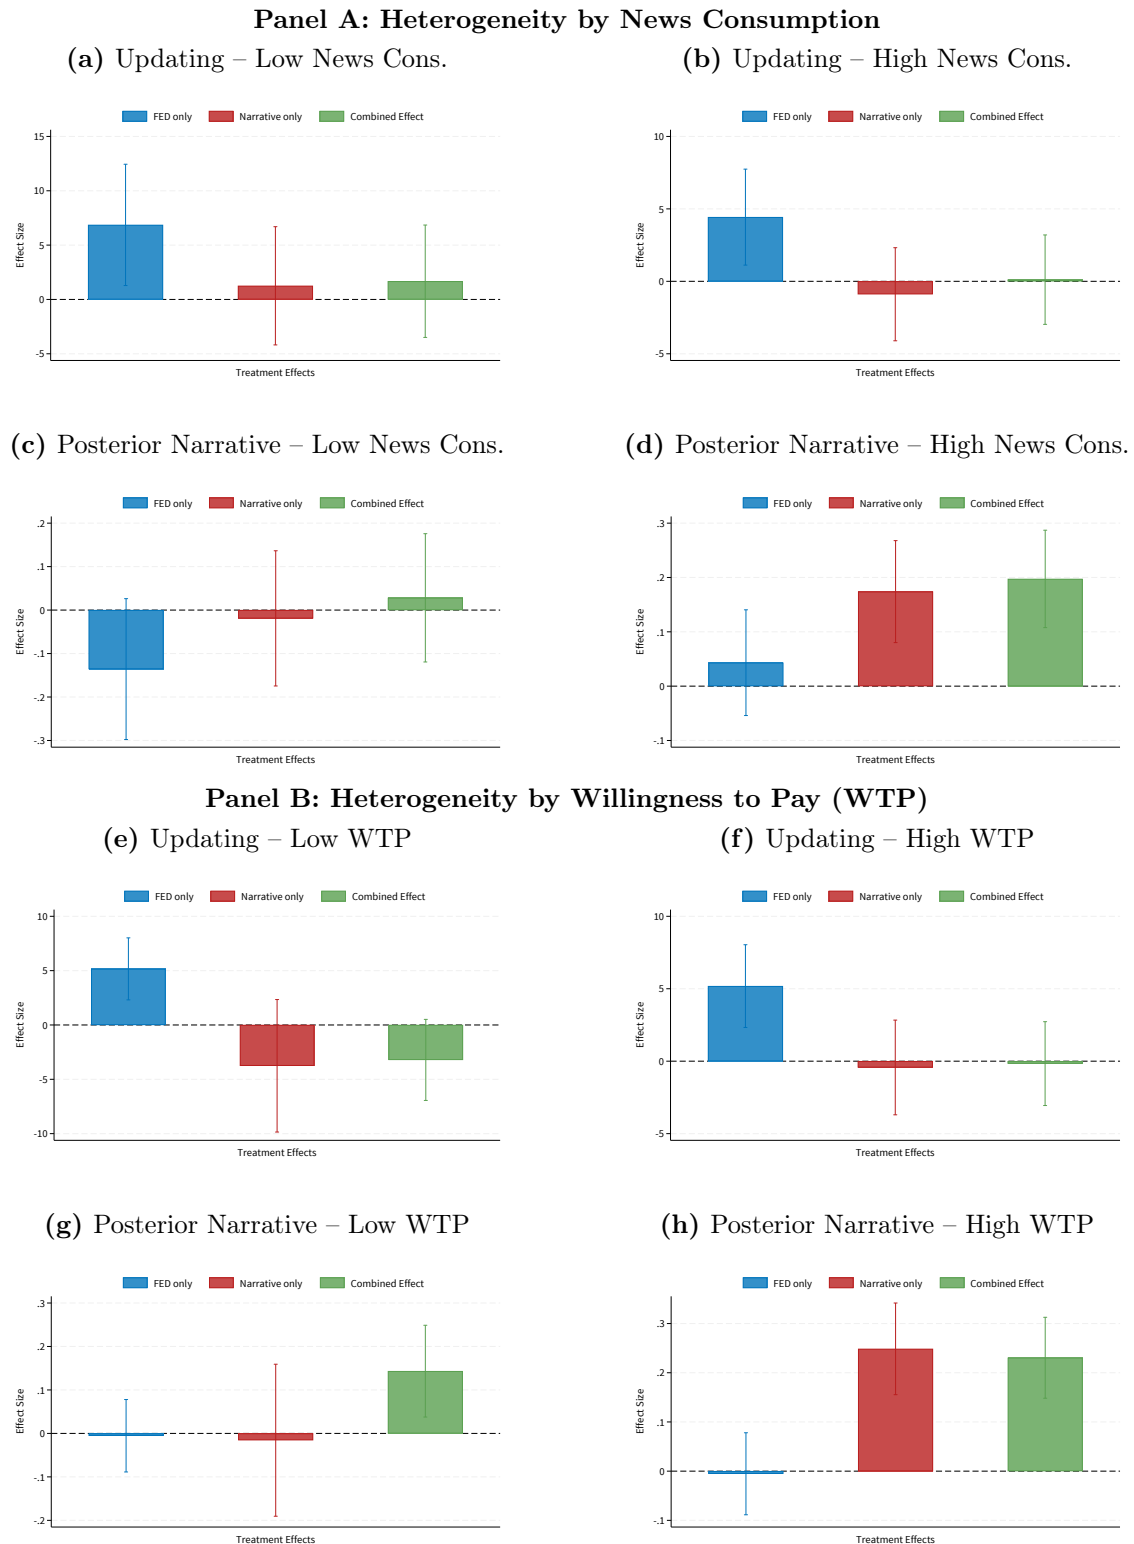 Panel A: Heterogeneity by News Consumption
(a) Updating – Low News Cons.
FED only Narrative only Combined Effect
15
10
5
0
-5
Effect Size
Treatment Effects
(b) Updating – High News Cons.
FED only Narrative only Combined Effect
10
5
0
-5
Effect Size
Treatment Effects
(c) Posterior Narrative – Low News Cons.
FED only Narrative only Combined Effect
.2
.1
0
-.1
-.2
-.3
Effect Size
Treatment Effects
(d) Posterior Narrative – High News Cons.
FED only Narrative only Combined Effect
.3
.2
.1
0
-.1
Effect Size
Treatment Effects
Panel B: Heterogeneity by Willingness to Pay (WTP)
(e) Updating – Low WTP
FED only Narrative only Combined Effect
10
5
0
-5
-10
Effect Size
Treatment Effects
(f) Updating – High WTP
FED only Narrative only Combined Effect
10
5
0
-5
Effect Size
Treatment Effects
(g) Posterior Narrative – Low WTP
FED only Narrative only Combined Effect
.3
.2
.1
0
-.1
-.2
Effect Size
Treatment Effects
(h) Posterior Narrative – High WTP
FED only Narrative only Combined Effect
.3
.2
.1
0
-.1
Effect Size
Treatment Effects